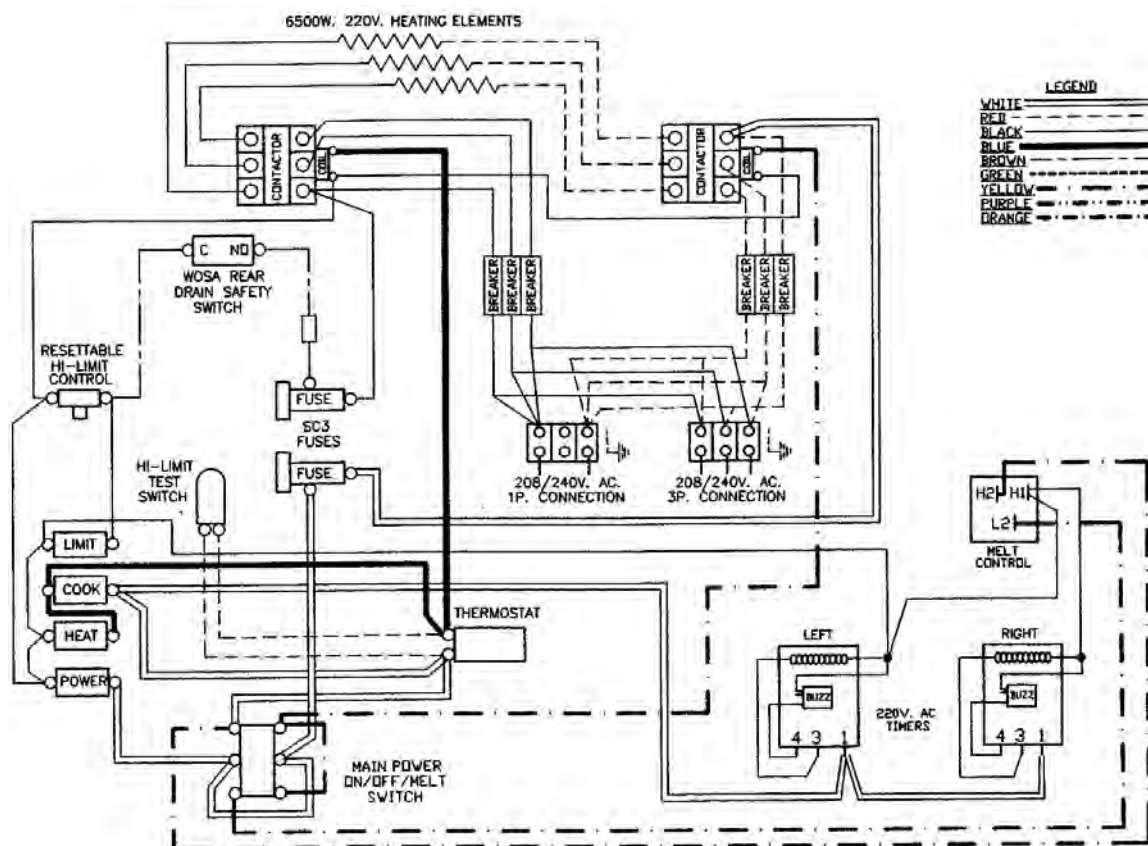 6500W, 220V. HEATING ELEMENTS
LEGEND
WHITE
RED
BLACK
BLUE
BROWN
GREEN
YELLOW
PURPLE
ORANGE
CONTACTOR
COIL
CONTACTOR
COIL
C NO
WOSA REAR
DRAIN SAFETY
SWITCH
BREAKER
BREAKER
BREAKER
BREAKER
BREAKER
BREAKER
RESETTABLE
HI-LIMIT
CONTROL
FUSE
SC3
FUSES
FUSE
HI-LIMIT
TEST
SWITCH
208/240V. AC.
1P. CONNECTION
208/240V. AC.
3P. CONNECTION
H2 H1
L2
MELT
CONTROL
LIMIT
COOK
HEAT
POWER
THERMOSTAT
LEFT
BUZZ
4 3 1
220V. AC
TIMERS
RIGHT
BUZZ
4 3 1
MAIN POWER
ON/OFF/MELT
SWITCH